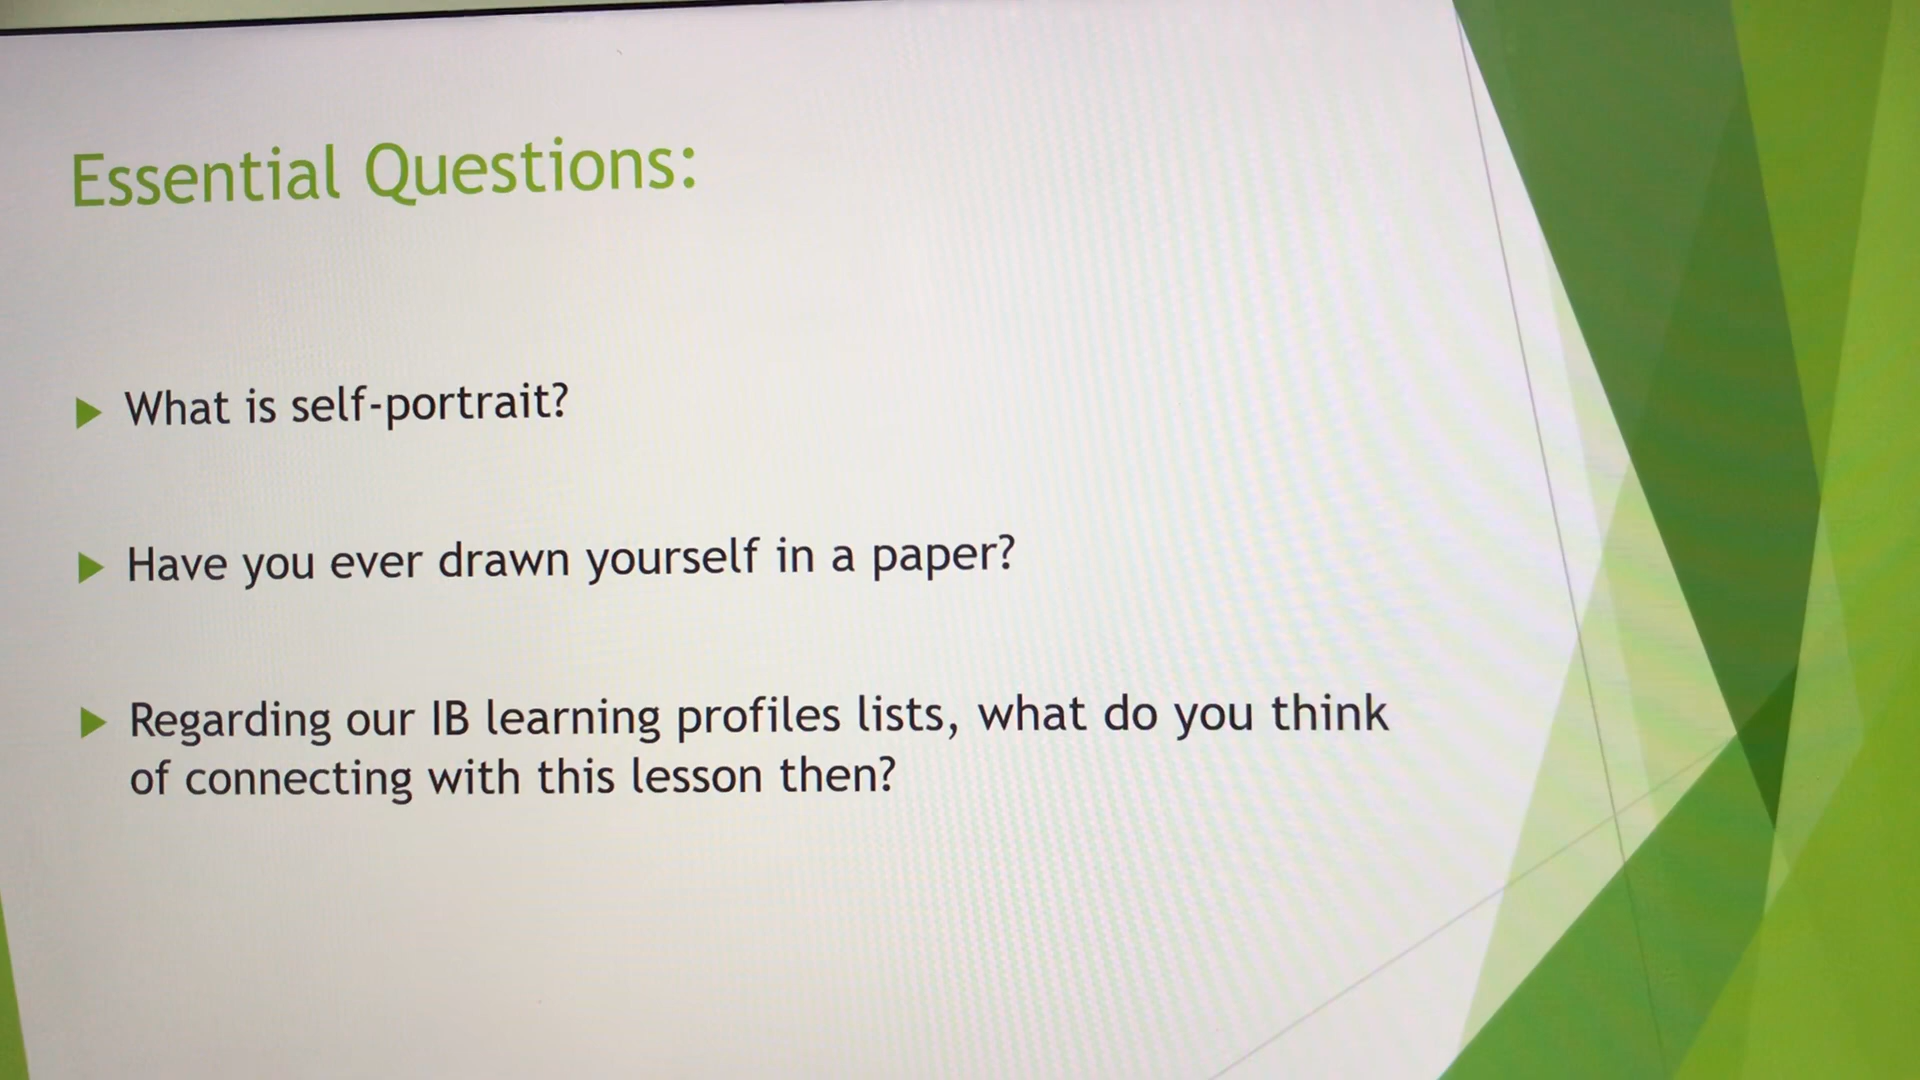 Essential Questions:
What is self-portrait?
Have you ever drawn yourself in a paper?
Regarding our IB learning profiles lists, what do you think
of connecting with this lesson then?